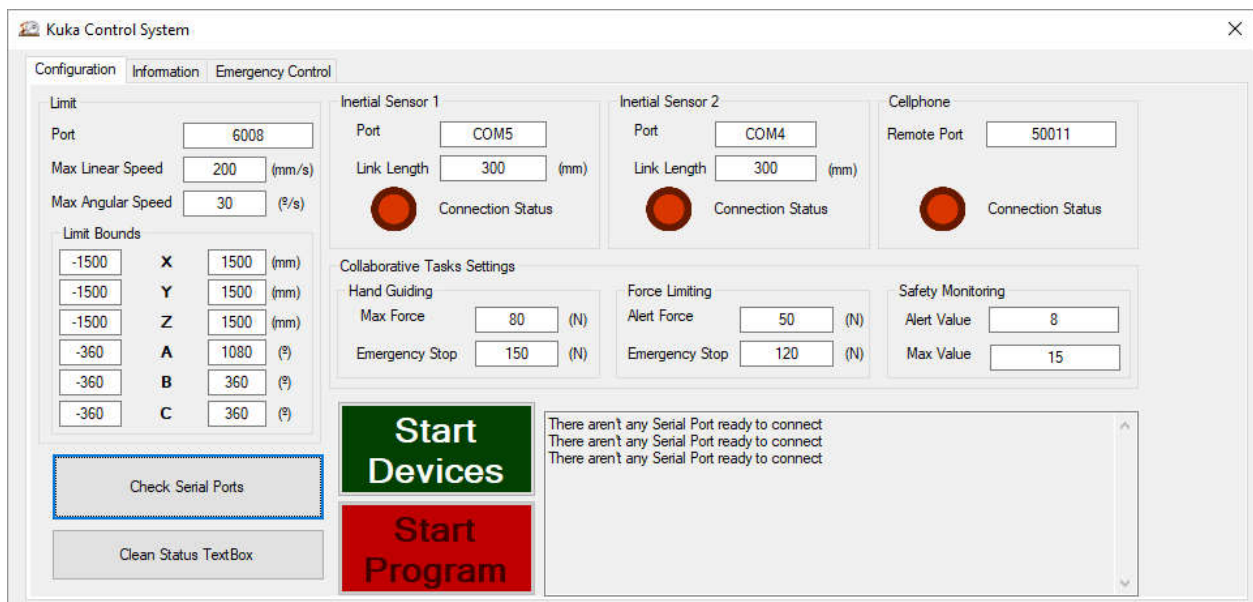 Kuka Control System
Configuration Information Emergency Control
Limit
Port 6008
Max Linear Speed 200 (mm/s)
Max Angular Speed 30 (º/s)
Limit Bounds
-1500 X 1500 (mm)
-1500 Y 1500 (mm)
-1500 Z 1500 (mm)
-360 A 1080 (º)
-360 B 360 (º)
-360 C 360 (º)
Check Serial Ports
Clean Status TextBox
Inertial Sensor 1
Port COM5
Link Length 300 (mm)
Connection Status
Inertial Sensor 2
Port COM4
Link Length 300 (mm)
Connection Status
Cellphone
Remote Port 50011
Connection Status
Collaborative Tasks Settings
Hand Guiding
Max Force 80 (N)
Emergency Stop 150 (N)
Force Limiting
Alert Force 50 (N)
Emergency Stop 120 (N)
Safety Monitoring
Alert Value 8
Max Value 15
Start
Devices
Start
Program
There aren't any Serial Port ready to connect
There aren't any Serial Port ready to connect
There aren't any Serial Port ready to connect